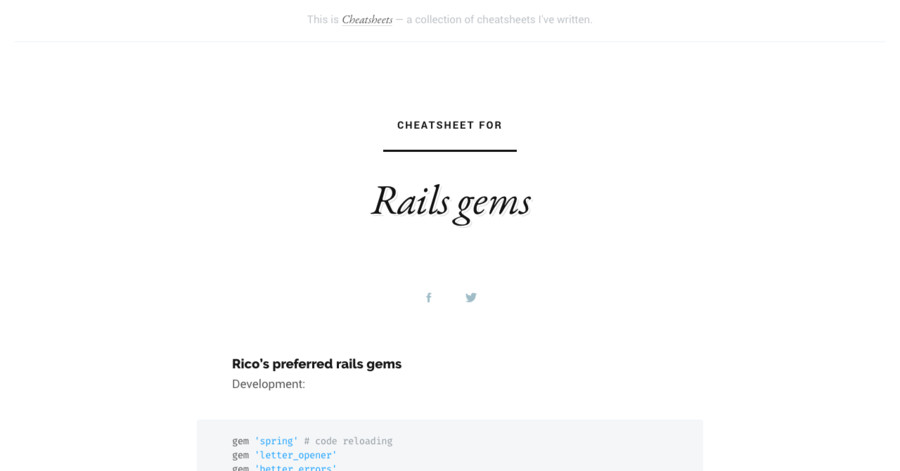 This is Cheatsheets — a collection of cheatsheets I've written.
CHEATSHEET FOR
Rails gems
Rico’s preferred rails gems
Development:
gem 'spring' # code reloading
gem 'letter_opener'
gem 'better_errors'